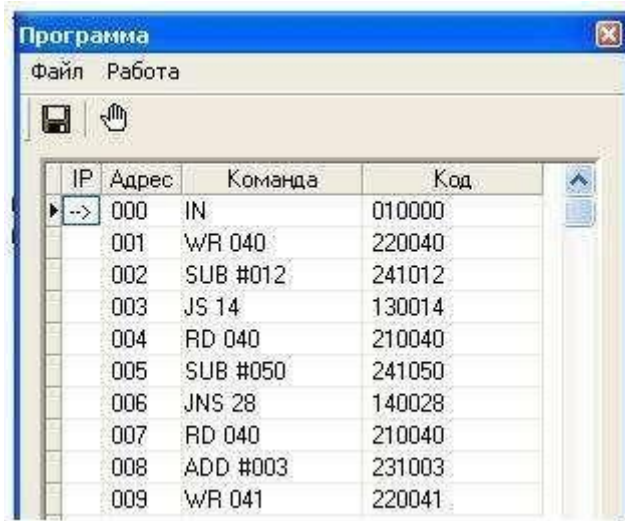 Программа
Файл Работа
IP Адрес Команда Код
--> 000 IN 010000
001 WR 040 220040
002 SUB #012 241012
003 JS 14 130014
004 RD 040 210040
005 SUB #050 241050
006 JNS 28 140028
007 RD 040 210040
008 ADD #003 231003
009 WR 041 220041